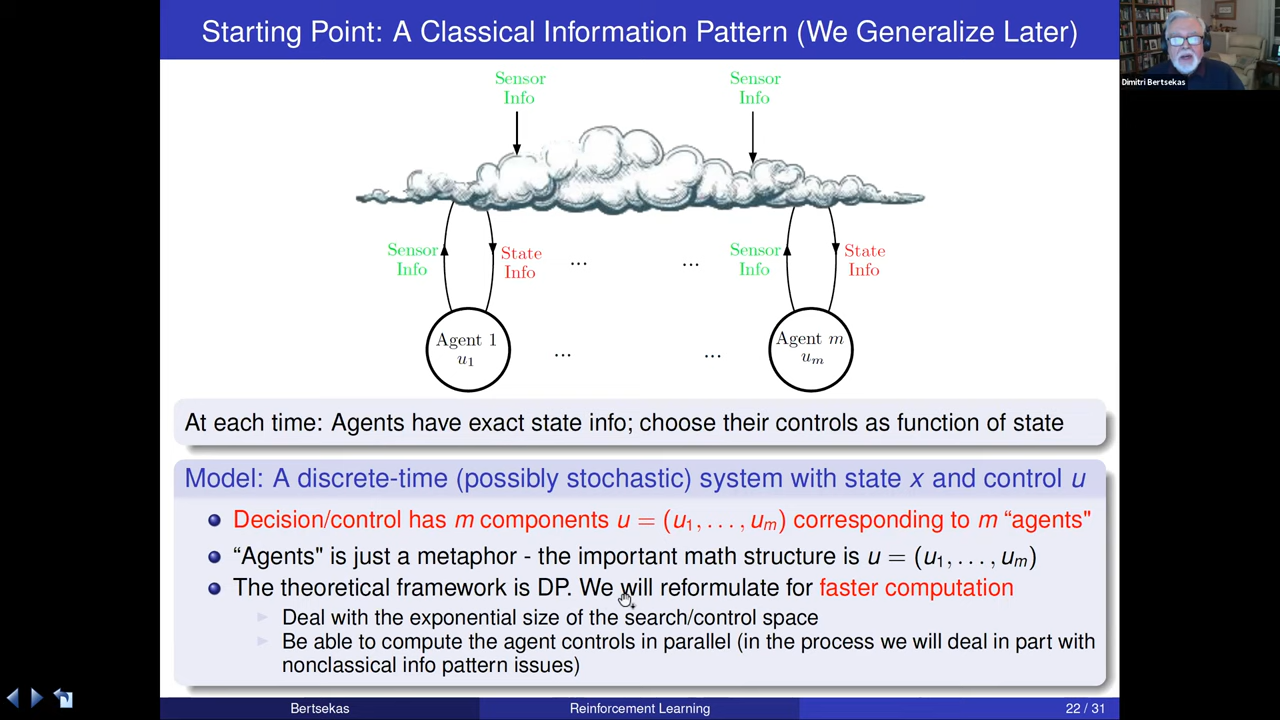 Starting Point: A Classical Information Pattern (We Generalize Later)
Dimitri Bertsekas
Sensor
Info
Sensor
Info
Sensor
Info
State
Info
...
...
Sensor
Info
State
Info
Agent 1
u1
...
...
Agent m
um
At each time: Agents have exact state info; choose their controls as function of state
Model: A discrete-time (possibly stochastic) system with state x and control u
Decision/control has m components u = (u1, . . . , um) corresponding to m “agents"
“Agents" is just a metaphor - the important math structure is u = (u1, . . . , um)
The theoretical framework is DP. We will reformulate for faster computation
Deal with the exponential size of the search/control space
Be able to compute the agent controls in parallel (in the process we will deal in part with
nonclassical info pattern issues)
Bertsekas
Reinforcement Learning
22 / 31